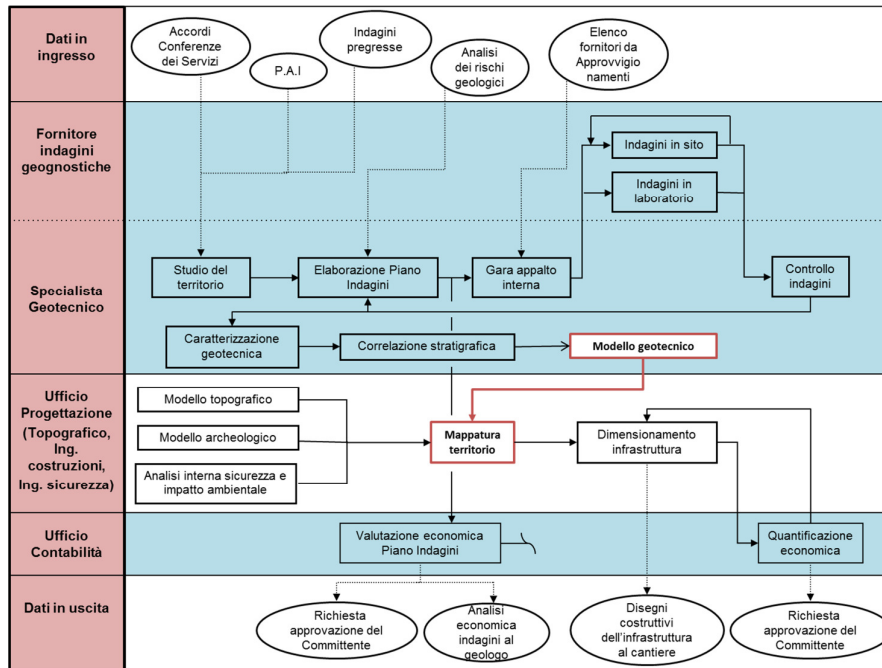 Dati in
ingresso
Accordi
Conferenze
dei Servizi
P.A.I
Indagini
pregresse
Analisi
dei rischi
geologici
Elenco
fornitori da
Approvvigio
namenti
Fornitore
indagini
geognostiche
Indagini in sito
Indagini in
laboratorio
Specialista
Geotecnico
Studio del
territorio
Elaborazione Piano
Indagini
Gara appalto
interna
Controllo
indagini
Caratterizzazione
geotecnica
Correlazione stratigrafica
Modello geotecnico
Ufficio
Progettazione
(Topografico,
Ing.
costruzioni,
Ing. sicurezza)
Modello topografico
Modello archeologico
Analisi interna sicurezza e
impatto ambientale
Mappatura
territorio
Dimensionamento
infrastruttura
Ufficio
Contabilità
Valutazione economica
Piano Indagini
Quantificazione
economica
Dati in uscita
Richiesta
approvazione del
Committente
Analisi
economica
indagini al
geologo
Disegni
costruttivi
dell'infrastruttura
al cantiere
Richiesta
approvazione del
Committente